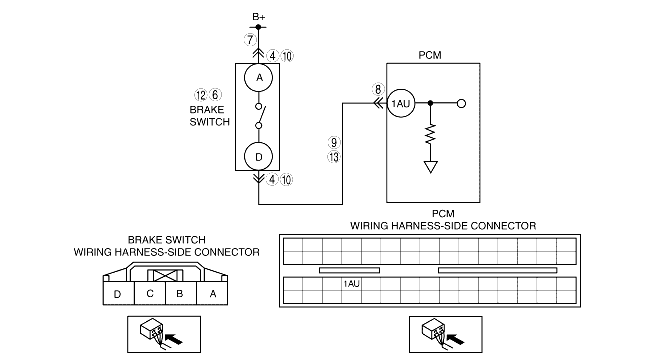 B+
7
4 10
PCM
A
12 6
BRAKE
SWITCH
8
1AU
9
13
D
4 10
PCM
WIRING HARNESS-SIDE CONNECTOR
BRAKE SWITCH
WIRING HARNESS-SIDE CONNECTOR
D C B A
1AU